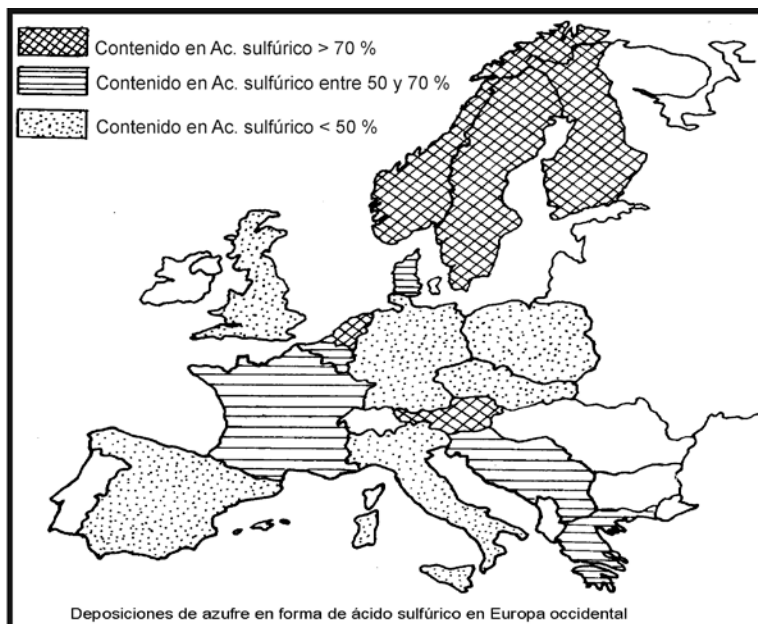 Contenido en Ac. sulfúrico > 70 %
Contenido en Ac. sulfúrico entre 50 y 70 %
Contenido en Ac. sulfúrico < 50 %
Deposiciones de azufre en forma de ácido sulfúrico en Europa occidental